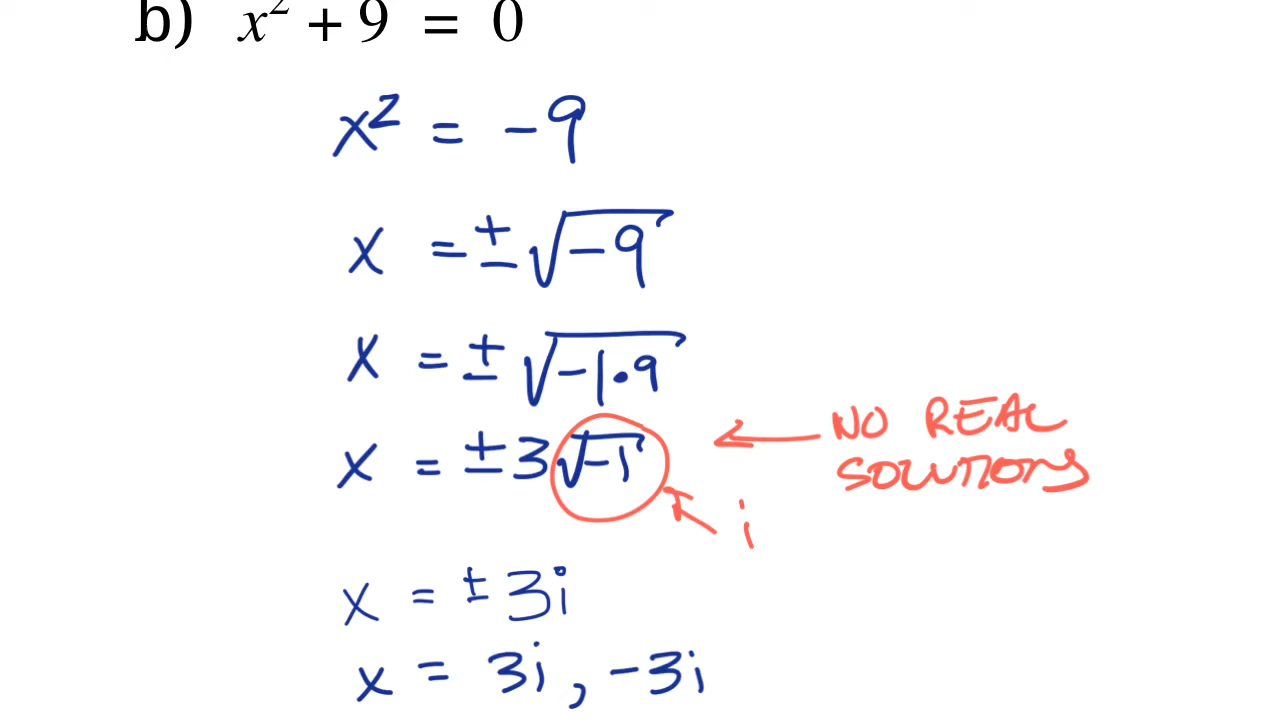 b) x² + 9 = 0
x² = -9
x = ± √-9
x = ± √-1·9
x = ± 3√-1
NO REAL
SOLUTIONS
i
x = ± 3i
x = 3i, -3i